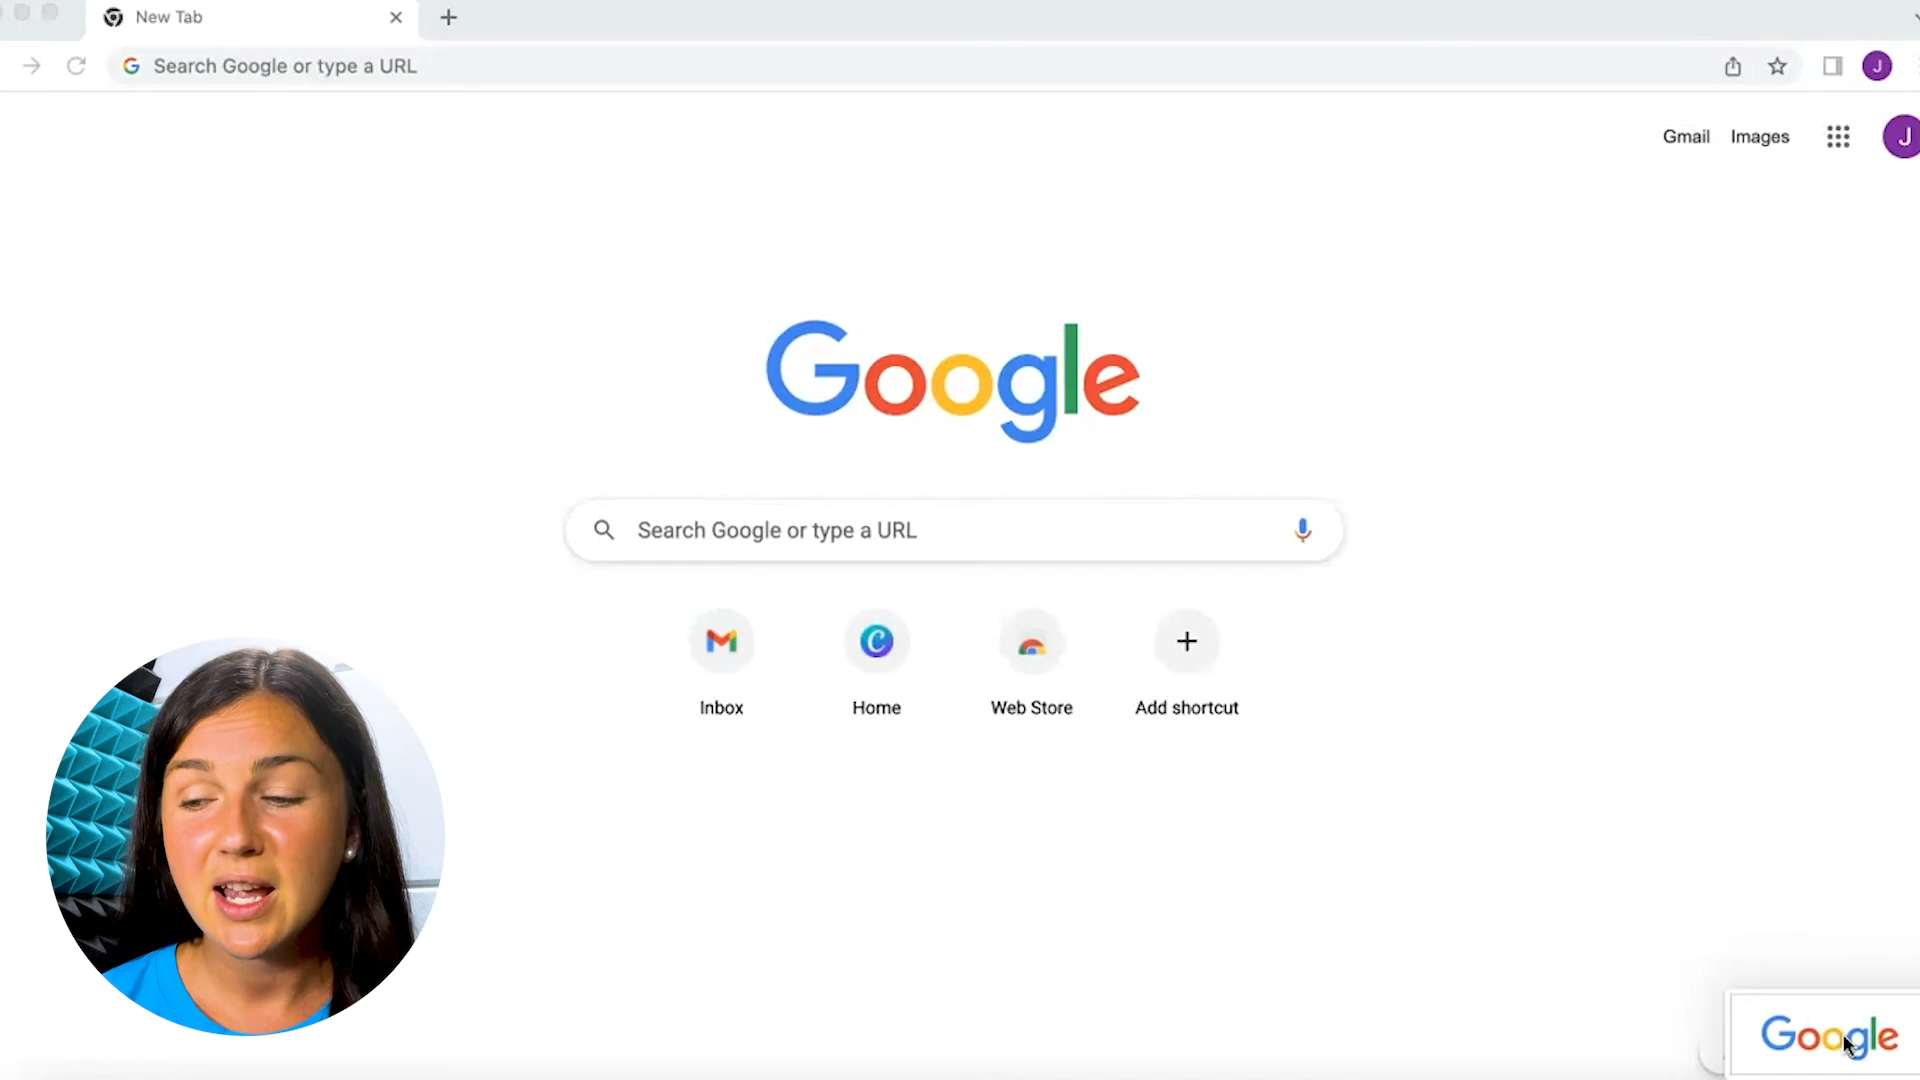 New Tab
Search Google or type a URL
J
Gmail Images
J
Google
Search Google or type a URL
Inbox Home Web Store Add shortcut
Google